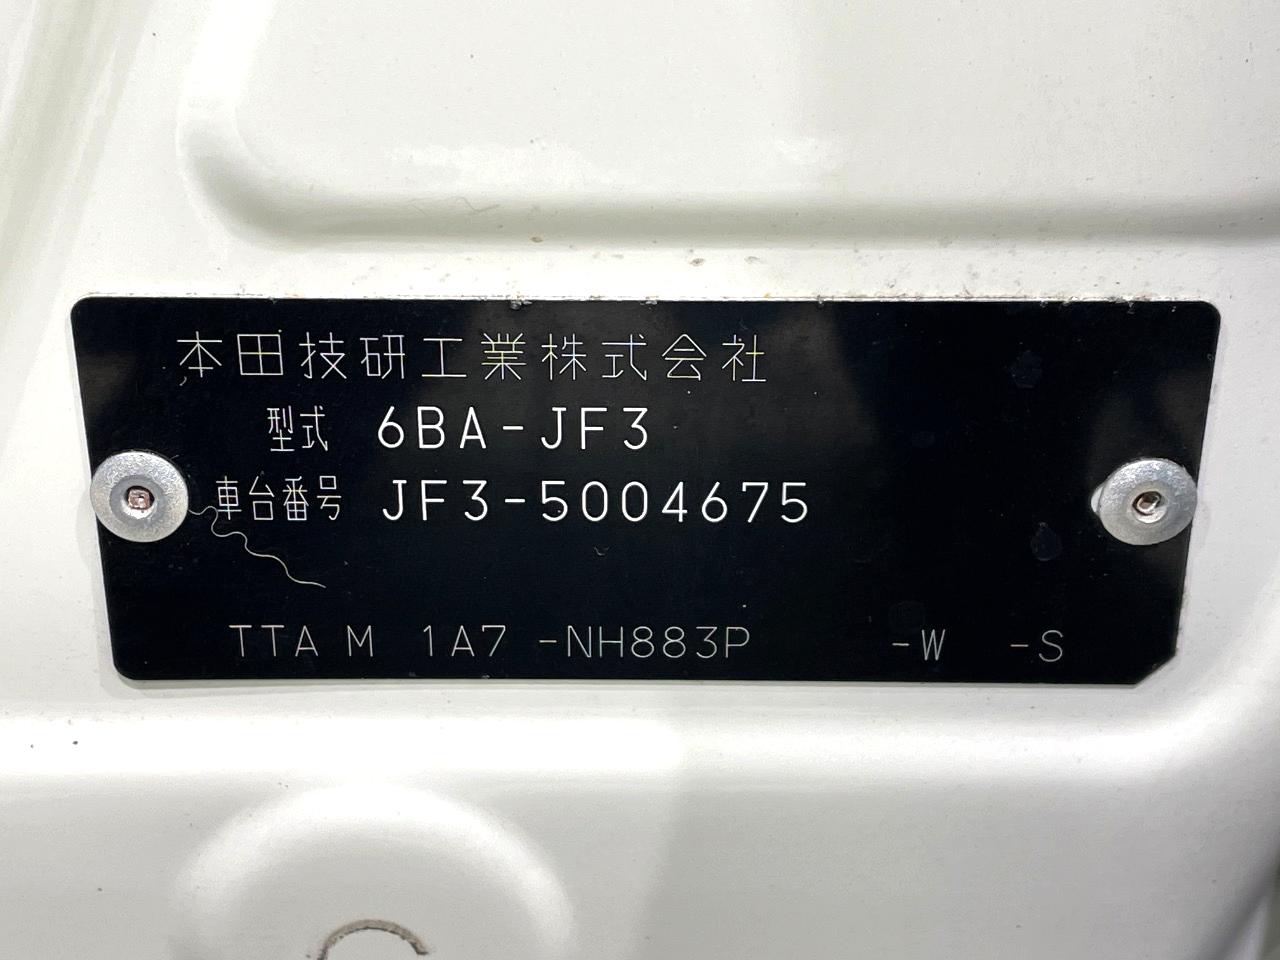 本田技研工業株式会社
型式 6BA-JF3
車台番号 JF3-5004675
TTA M 1A7 -NH883P -W -S